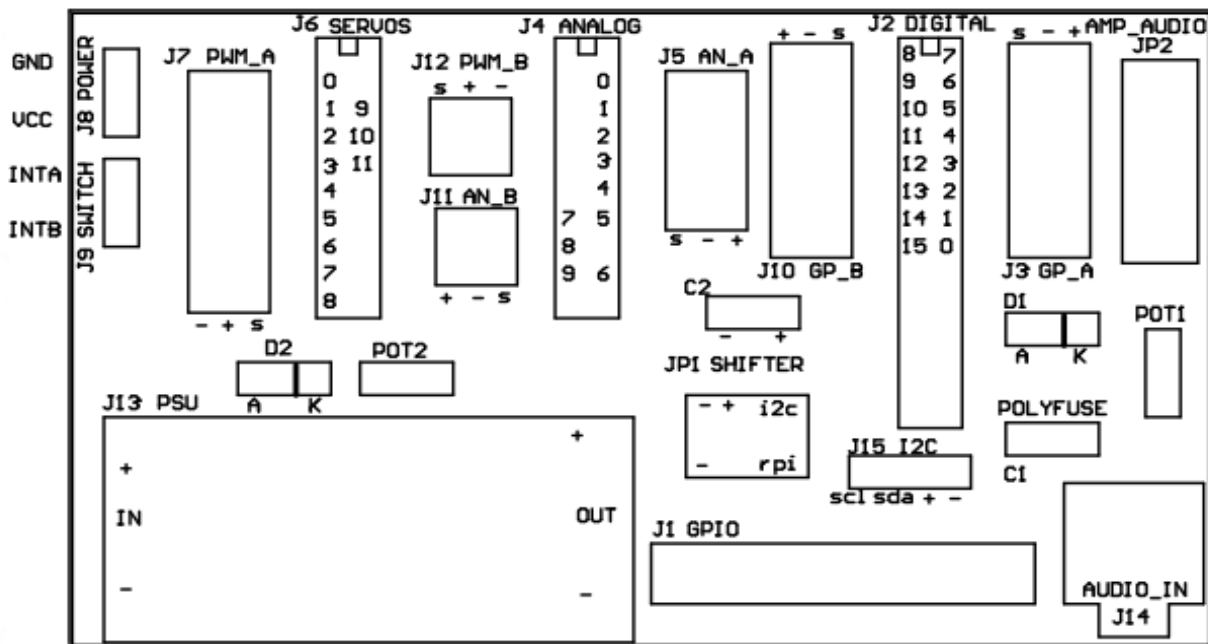 J6 SERVOS
J4 ANALOG
+ - s
J2 DIGITAL
s - +
AMP_AUDIO
JP2
GND
VCC
INTA
INTB
J8 POWER
J9 SWITCH
J7 PWM_A
- + s
0
1 9
2 10
3 11
4
5
6
7
8
J12 PWM_B
s + -
J11 AN_B
+ - s
0
1
2
3
4
7 5
8
9 6
J5 AN_A
s - +
J10 GP_B
8 7
9 6
10 5
11 4
12 3
13 2
14 1
15 0
J3 GP_A
C2
- +
D1
A K
POT1
D2
A K
POT2
JP1 SHIFTER
- + i2c
- rpi
POLYFUSE
C1
J13 PSU
+ +
IN OUT
- -
J15 I2C
scl sda + -
J1 GPIO
AUDIO_IN
J14